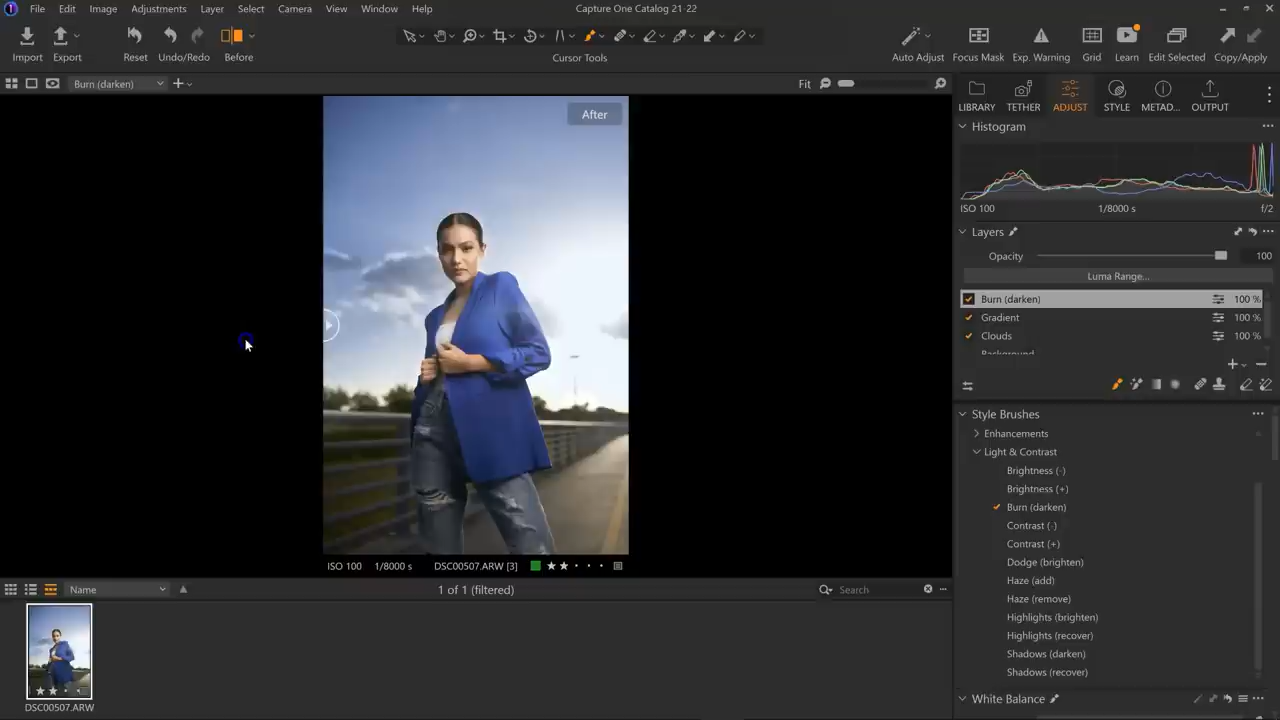 File Edit Image Adjustments Layer Select Camera View Window Help Capture One Catalog 21-22
Import Export Reset Undo/Redo Before Cursor Tools Auto Adjust Focus Mask Exp. Warning Grid Learn Edit Selected Copy/Apply
Burn (darken) Fit
LIBRARY TETHER ADJUST STYLE METAD... OUTPUT
After
Histogram
ISO 100 1/8000 s f/2
Layers
Opacity 100
Luma Range...
Burn (darken) 100 %
Gradient 100 %
Clouds 100 %
Background
Style Brushes
Enhancements
Light & Contrast
Brightness (-)
Brightness (+)
Burn (darken)
Contrast (-)
Contrast (+)
Dodge (brighten)
Haze (add)
Haze (remove)
Highlights (brighten)
Highlights (recover)
Shadows (darken)
Shadows (recover)
White Balance
ISO 100 1/8000 s DSC00507.ARW [3]
Name 1 of 1 (filtered) Search
DSC00507.ARW